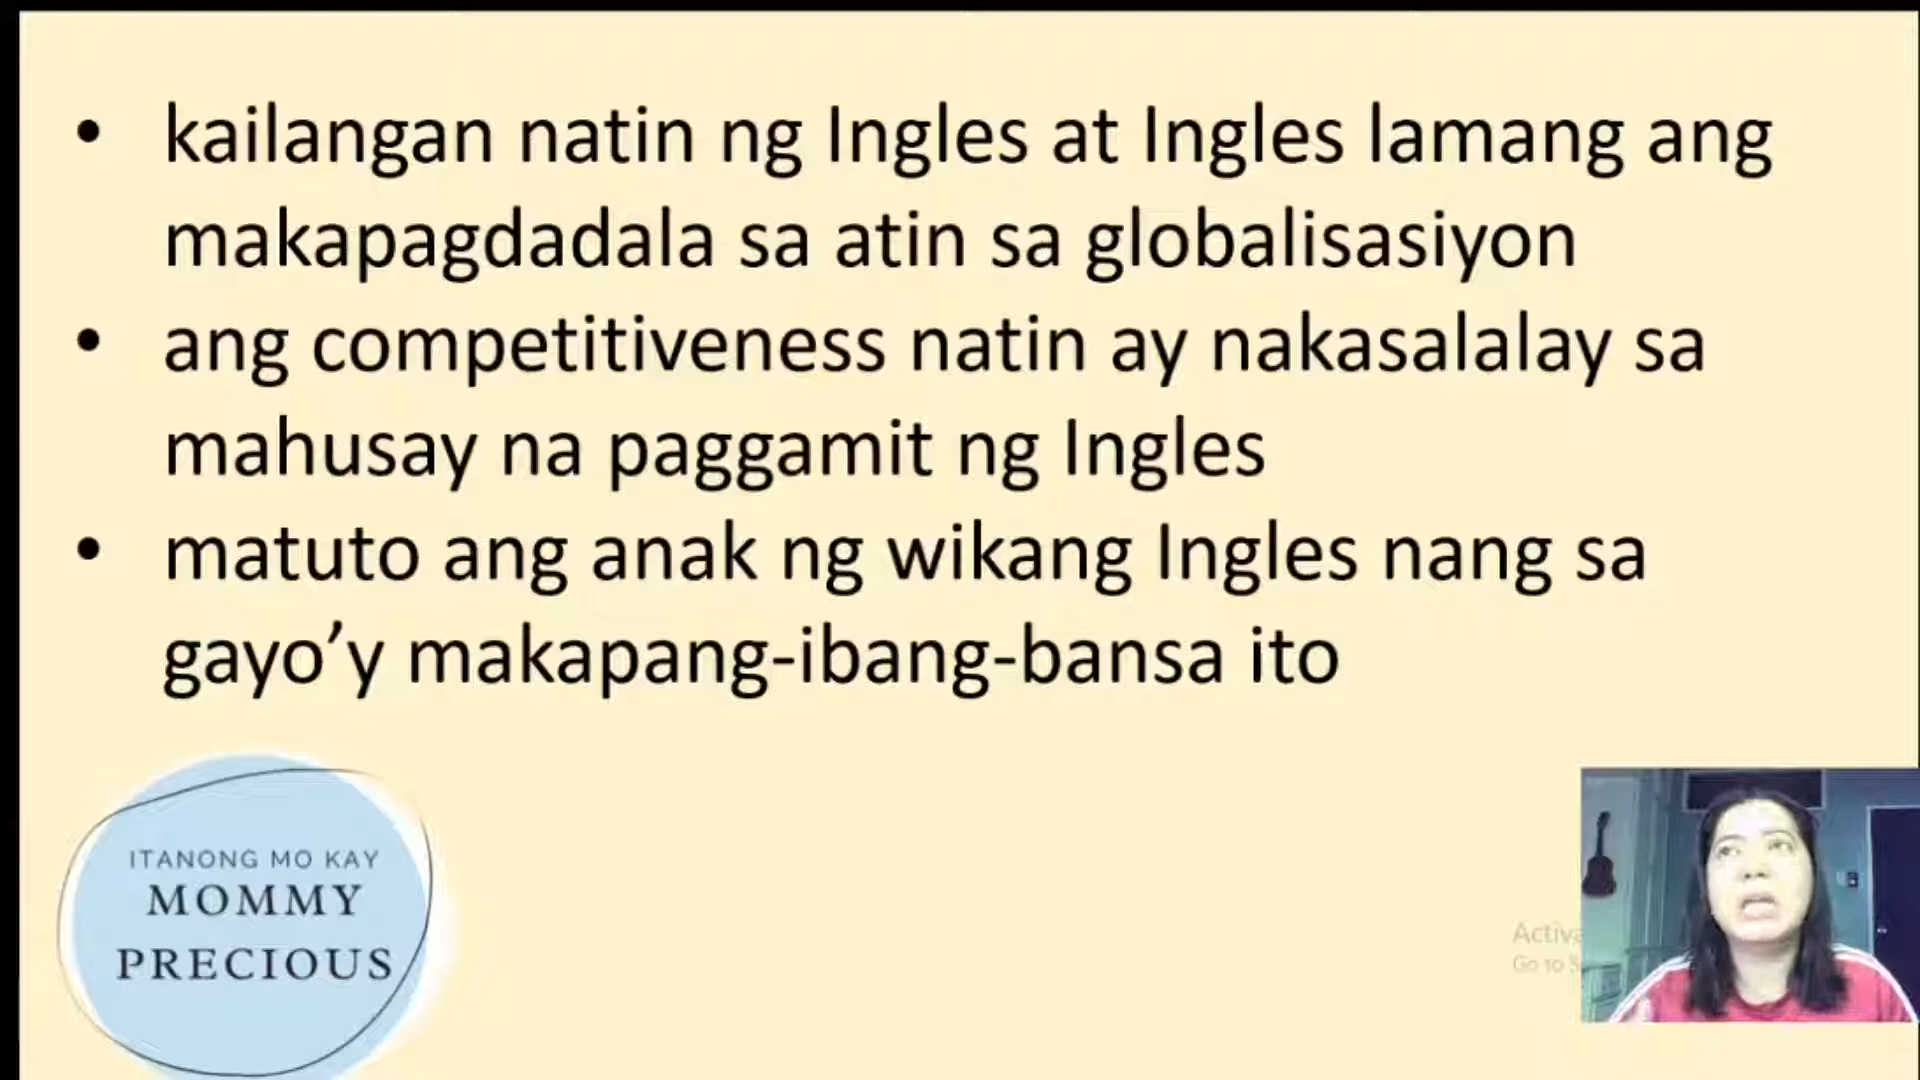 • kailangan natin ng Ingles at Ingles lamang ang
makapagdadala sa atin sa globalisasiyon
• ang competitiveness natin ay nakasalalay sa
mahusay na paggamit ng Ingles
• matuto ang anak ng wikang Ingles nang sa
gayo’y makapang-ibang-bansa ito
ITANONG MO KAY
MOMMY
PRECIOUS
Go to